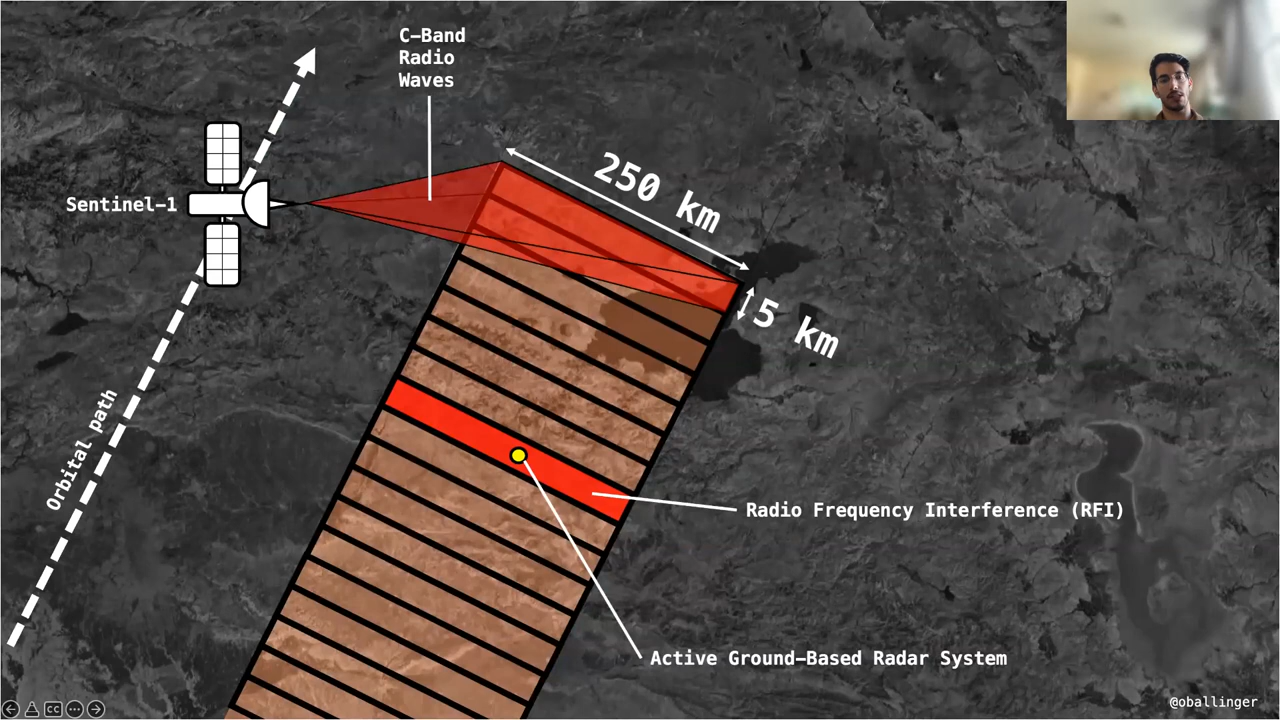 C-Band
Radio
Waves
250 km
Sentinel-1
5 km
Orbital path
Radio Frequency Interference (RFI)
Active Ground-Based Radar System
@oballinger
CC